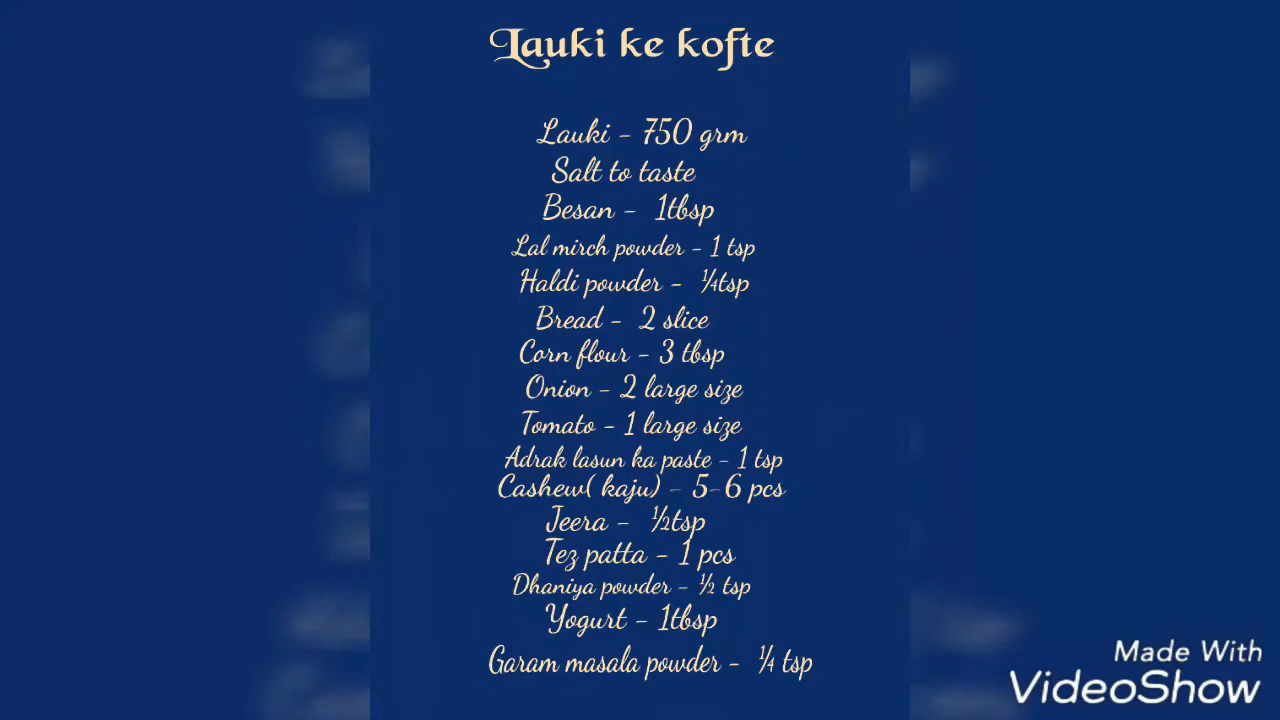 Lauki ke kofte
Lauki - 750 grm
Salt to taste
Besan - 1tbsp
Lal mirch powder - 1 tsp
Haldi powder - ¼tsp
Bread - 2 slice
Corn flour - 3 tbsp
Onion - 2 large size
Tomato - 1 large size
Adrak lasun ka paste - 1 tsp
Cashew( kaju) - 5-6 pcs
Jeera - ½tsp
Tez patta - 1 pcs
Dhaniya powder - ½ tsp
Yogurt - 1tbsp
Garam masala powder - ¼ tsp
Made With
VideoShow